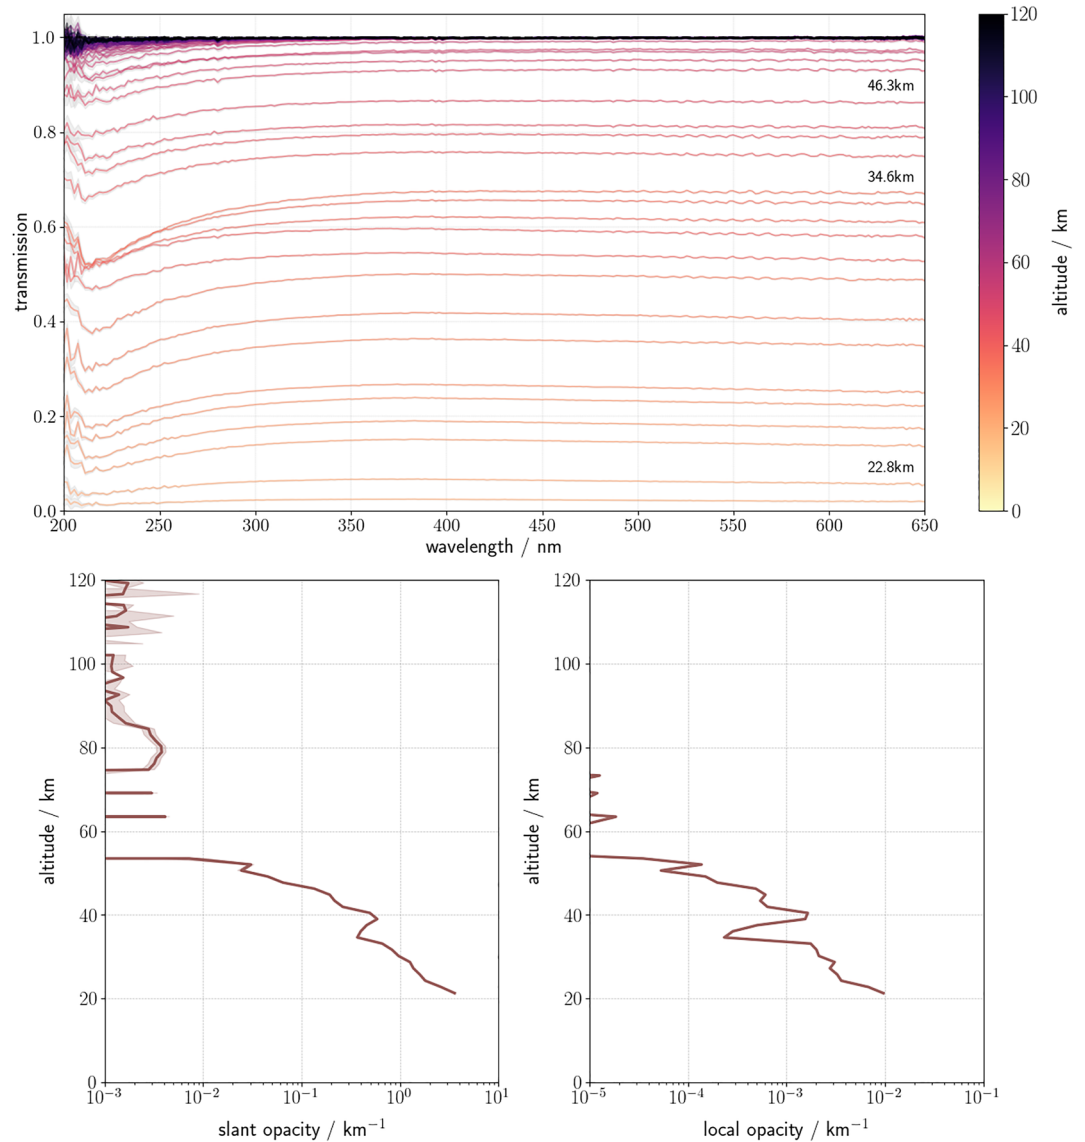 1.0
0.8
0.6
0.4
0.2
0.0
transmission
46.3km
34.6km
22.8km
200 250 300 350 400 450 500 550 600 650
wavelength / nm
120
100
80
60
40
20
0
altitude / km
120
100
80
60
40
20
0
altitude / km
10⁻³ 10⁻² 10⁻¹ 10⁰ 10¹
slant opacity / km⁻¹
120
100
80
60
40
20
0
altitude / km
10⁻⁵ 10⁻⁴ 10⁻³ 10⁻² 10⁻¹
local opacity / km⁻¹